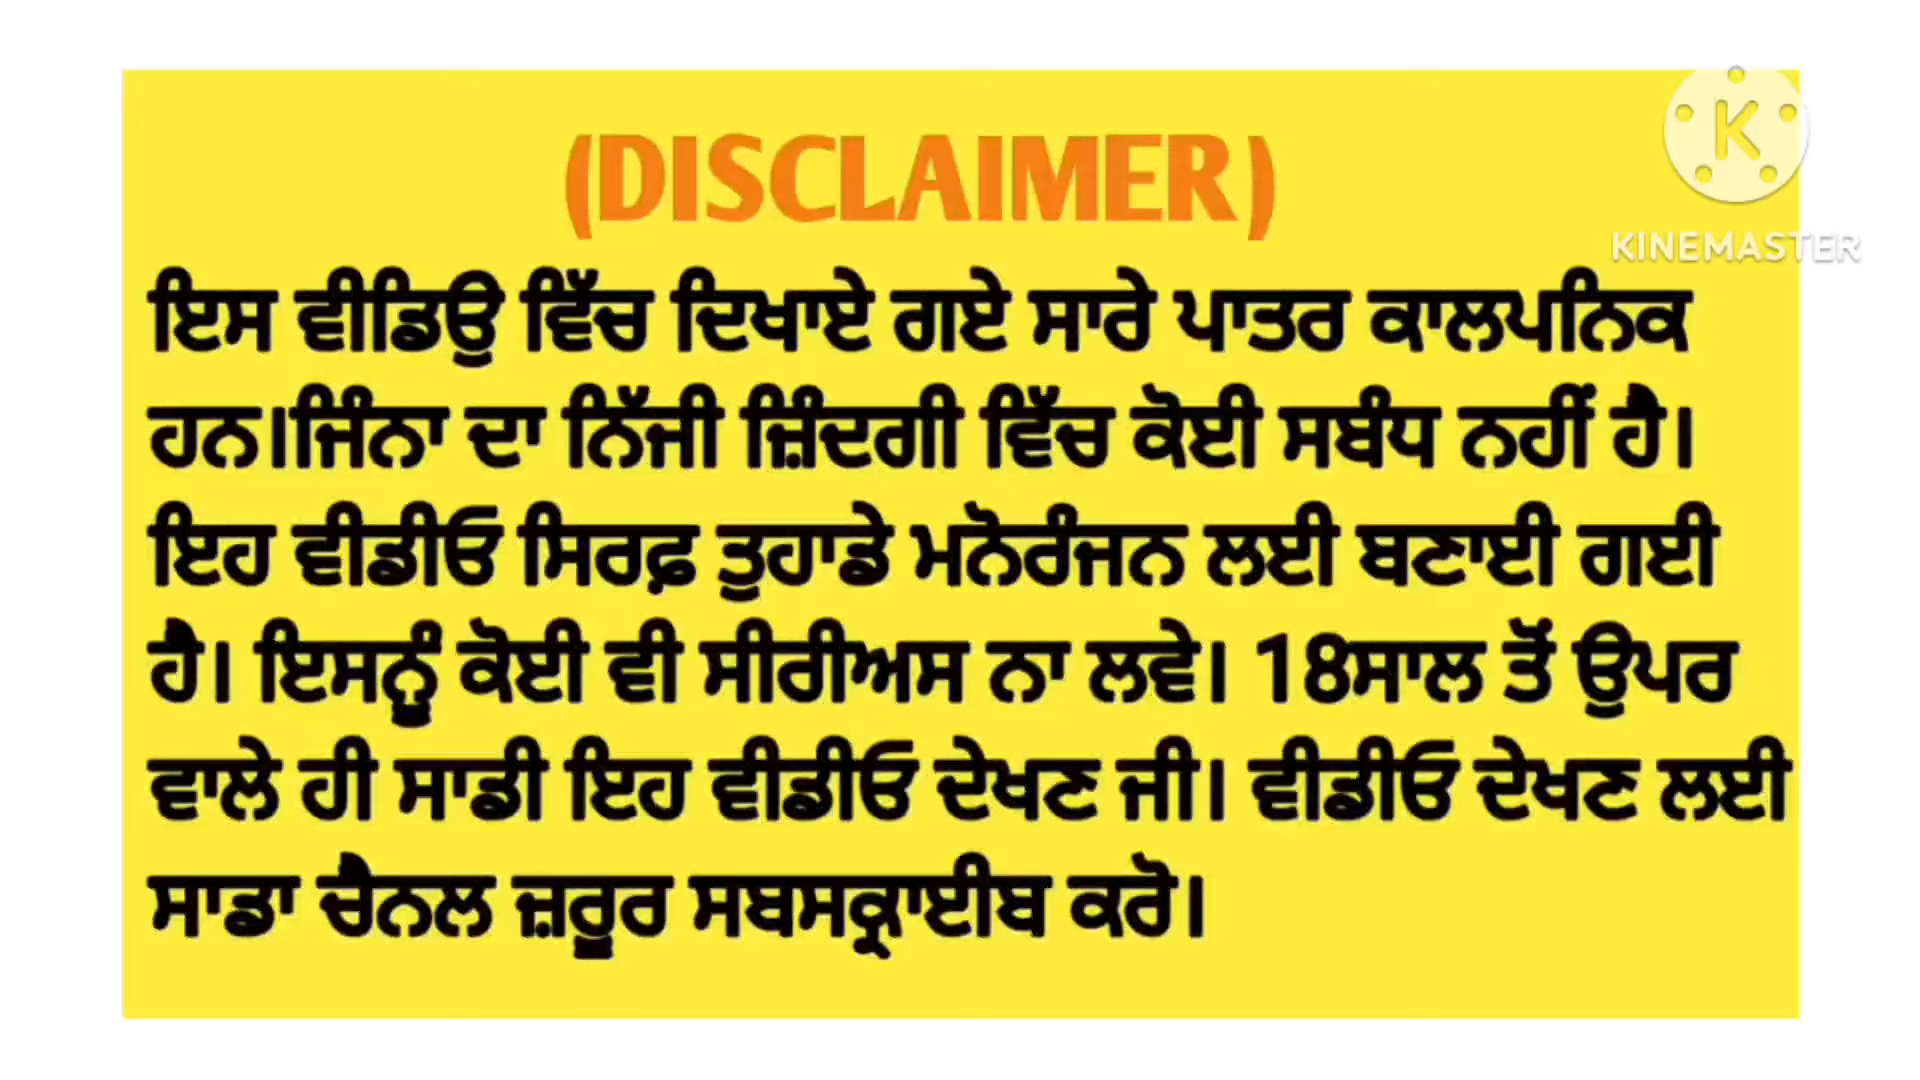 (DISCLAIMER)
K
KINEMASTER
ਇਸ ਵੀਡਿਉ ਵਿੱਚ ਦਿਖਾਏ ਗਏ ਸਾਰੇ ਪਾਤਰ ਕਾਲਪਨਿਕ
ਹਨ।ਜਿੰਨਾ ਦਾ ਨਿੱਜੀ ਜ਼ਿੰਦਗੀ ਵਿੱਚ ਕੋਈ ਸਬੰਧ ਨਹੀਂ ਹੈ।
ਇਹ ਵੀਡੀਓ ਸਿਰਫ਼ ਤੁਹਾਡੇ ਮਨੋਰੰਜਨ ਲਈ ਬਣਾਈ ਗਈ
ਹੈ। ਇਸਨੂੰ ਕੋਈ ਵੀ ਸੀਰੀਅਸ ਨਾ ਲਵੇ। 18ਸਾਲ ਤੋਂ ਉਪਰ
ਵਾਲੇ ਹੀ ਸਾਡੀ ਇਹ ਵੀਡੀਓ ਦੇਖਣ ਜੀ। ਵੀਡੀਓ ਦੇਖਣ ਲਈ
ਸਾਡਾ ਚੈਨਲ ਜ਼ਰੂਰ ਸਬਸਕ੍ਰਾਈਬ ਕਰੋ।